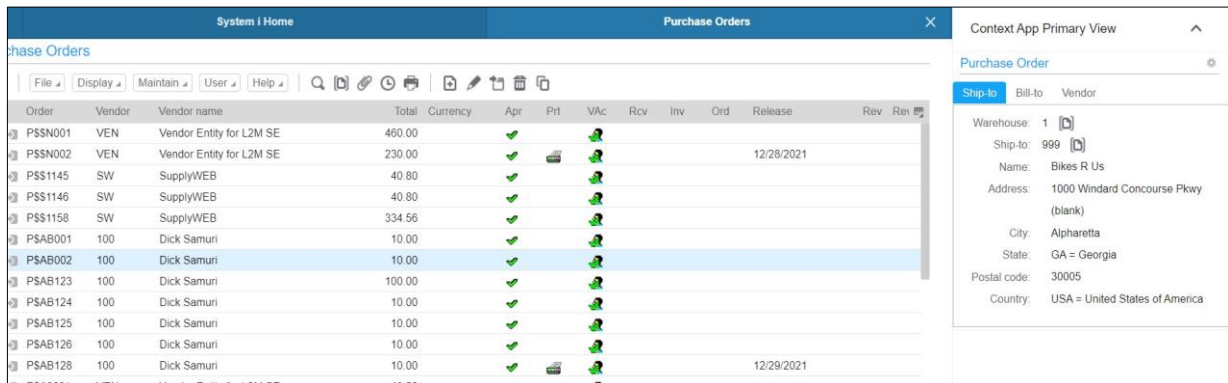 System i Home Purchase Orders
chase Orders
File Display Maintain User Help
Order Vendor Vendor name Total Currency Apr Prt VAc Rcv Inv Ord Release Rev Rev
P$$N001 VEN Vendor Entity for L2M SE 460.00
P$$N002 VEN Vendor Entity for L2M SE 230.00 12/28/2021
P$$1145 SW SupplyWEB 40.80
P$$1146 SW SupplyWEB 40.80
P$$1158 SW SupplyWEB 334.56
P$AB001 100 Dick Samuri 10.00
P$AB002 100 Dick Samuri 10.00
P$AB123 100 Dick Samuri 100.00
P$AB124 100 Dick Samuri 10.00
P$AB125 100 Dick Samuri 10.00
P$AB126 100 Dick Samuri 10.00
P$AB128 100 Dick Samuri 10.00 12/29/2021
Context App Primary View
Purchase Order
Ship-to Bill-to Vendor
Warehouse: 1
Ship-to: 999
Name: Bikes R Us
Address: 1000 Windard Concourse Pkwy
(blank)
City: Alpharetta
State: GA = Georgia
Postal code: 30005
Country: USA = United States of America